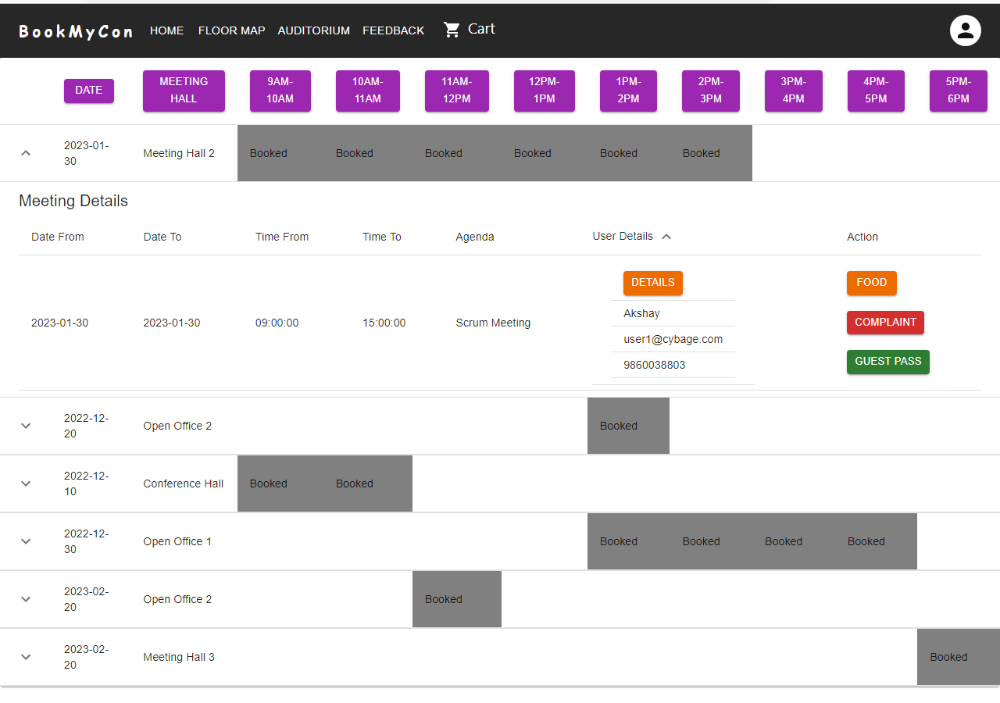 BookMyCon HOME FLOOR MAP AUDITORIUM FEEDBACK Cart
DATE MEETING HALL 9AM-10AM 10AM-11AM 11AM-12PM 12PM-1PM 1PM-2PM 2PM-3PM 3PM-4PM 4PM-5PM 5PM-6PM
2023-01-30 Meeting Hall 2 Booked Booked Booked Booked Booked Booked
Meeting Details
Date From Date To Time From Time To Agenda User Details Action
2023-01-30 2023-01-30 09:00:00 15:00:00 Scrum Meeting
DETAILS
Akshay
user1@cybage.com
9860038803
FOOD
COMPLAINT
GUEST PASS
2022-12-20 Open Office 2 Booked
2022-12-10 Conference Hall Booked Booked
2022-12-30 Open Office 1 Booked Booked Booked Booked
2023-02-20 Open Office 2 Booked
2023-02-20 Meeting Hall 3 Booked